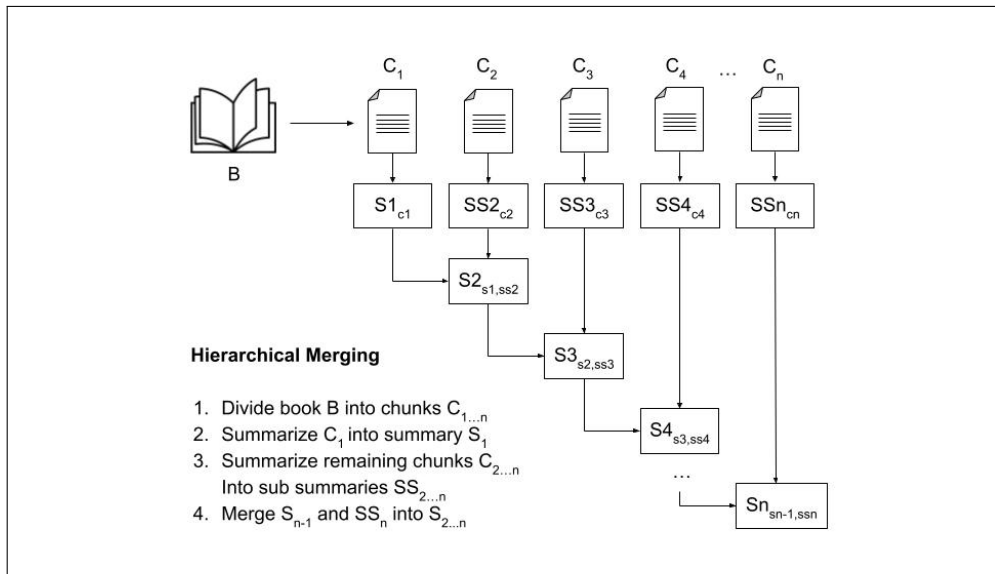 C1 C2 C3 C4 … Cn
B
S1c1 SS2c2 SS3c3 SS4c4 SSncn
S2s1,ss2
S3s2,ss3
S4s3,ss4
…
Snsn-1,ssn
Hierarchical Merging
1. Divide book B into chunks C1…n
2. Summarize C1 into summary S1
3. Summarize remaining chunks C2…n
Into sub summaries SS2…n
4. Merge Sn-1 and SSn into S2...n